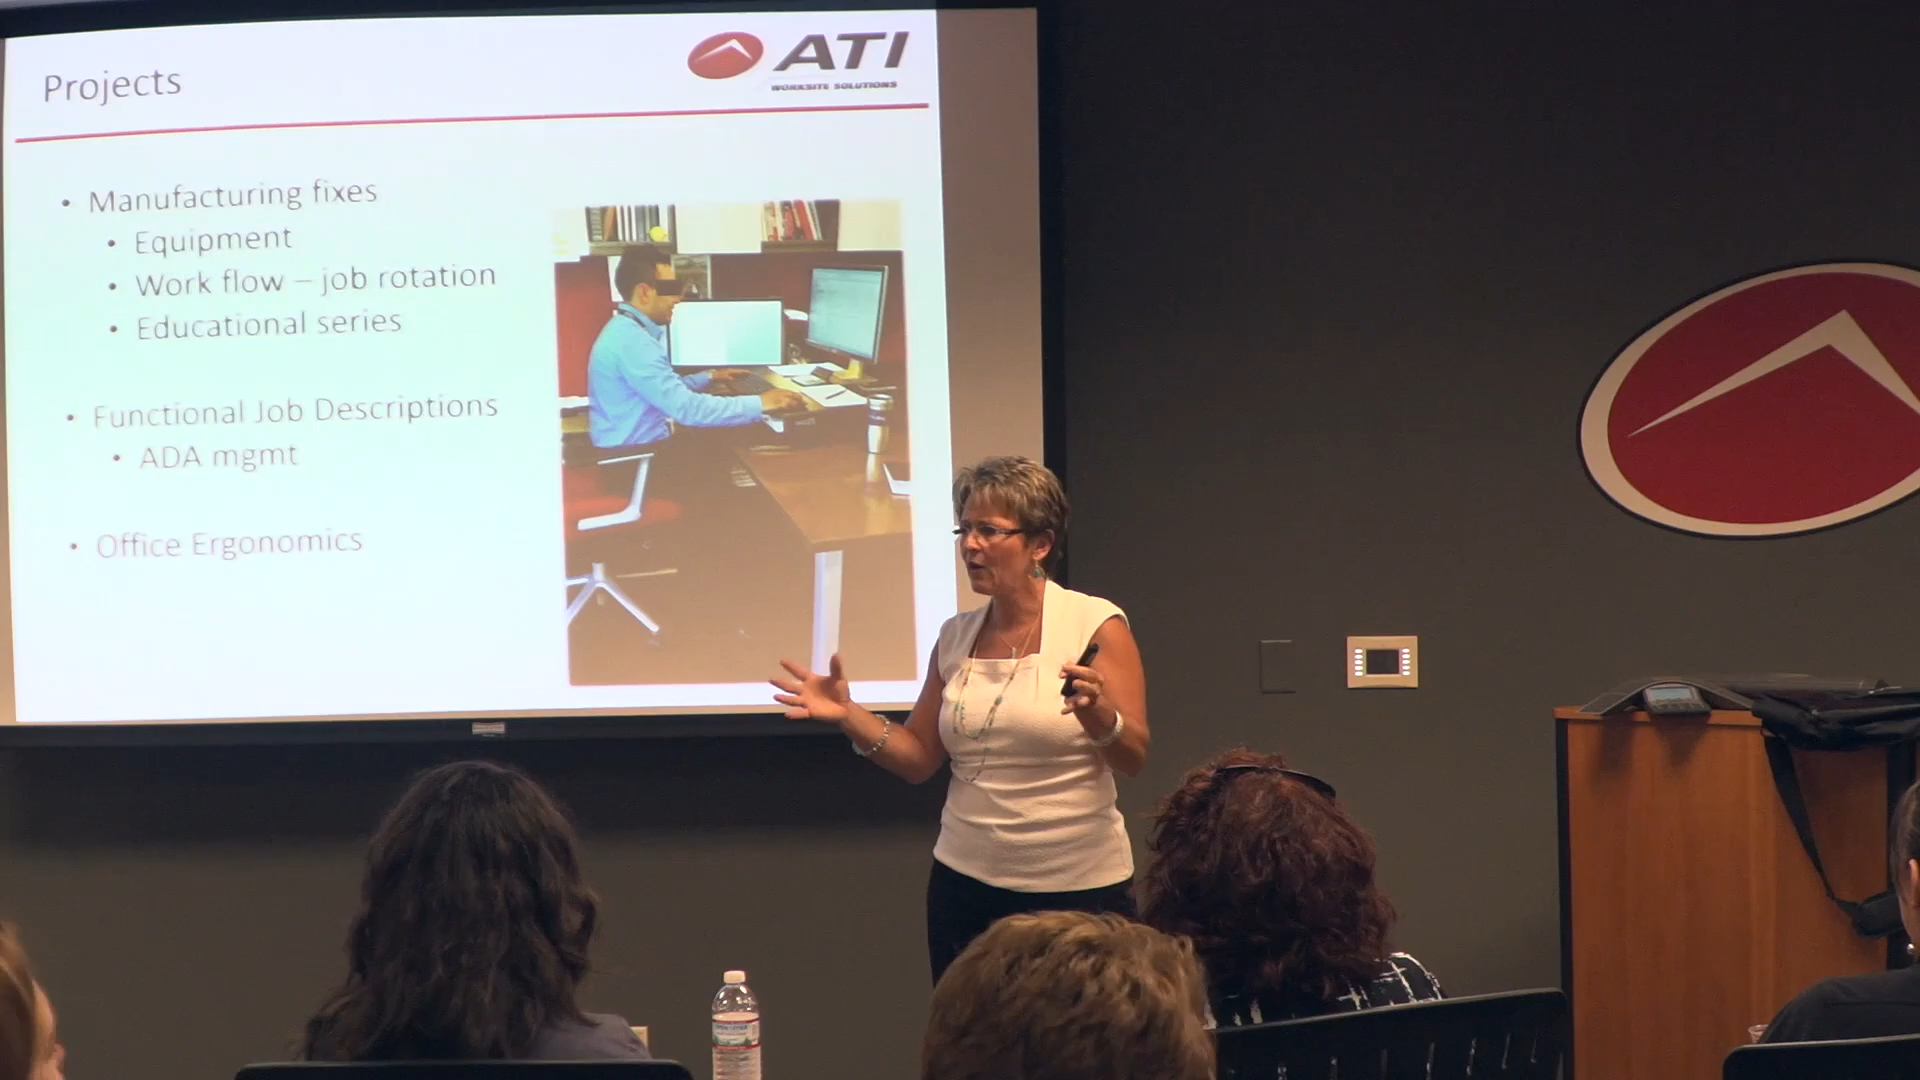 Projects
ATI
WORKSITE SOLUTIONS
• Manufacturing fixes
• Equipment
• Work flow – job rotation
• Educational series
• Functional Job Descriptions
• ADA mgmt
• Office Ergonomics